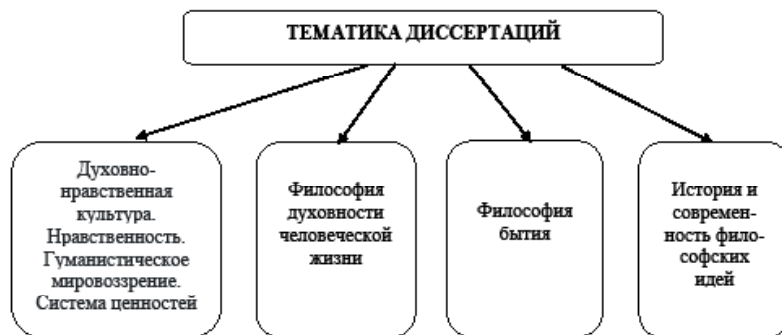 ТЕМАТИКА ДИССЕРТАЦИЙ
Духовно-
нравственная
культура.
Нравственность.
Гуманистическое
мировоззрение.
Система ценностей
Философия
духовности
человеческой
жизни
Философия
бытия
История и
современ-
ность фило-
софских
идей